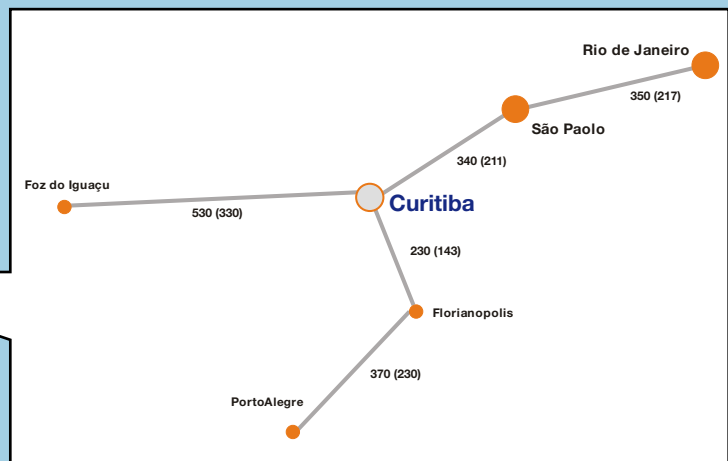 Rio de Janeiro
350 (217)
São Paolo
340 (211)
Foz do Iguaçu
Curitiba
530 (330)
230 (143)
Florianopolis
370 (230)
PortoAlegre